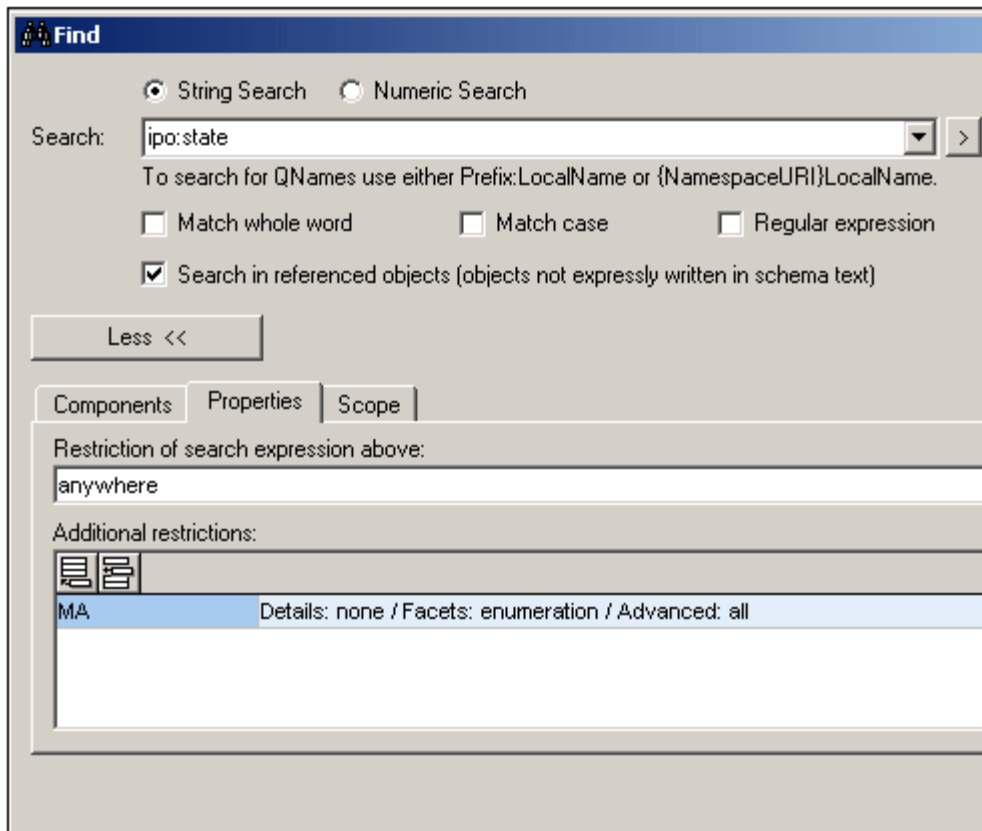 Find
String Search Numeric Search
Search: ipo:state >
To search for QNames use either Prefix:LocalName or {NamespaceURI}LocalName.
Match whole word Match case Regular expression
Search in referenced objects (objects not expressly written in schema text)
Less <<
Components Properties Scope
Restriction of search expression above:
anywhere
Additional restrictions:
MA Details: none / Facets: enumeration / Advanced: all